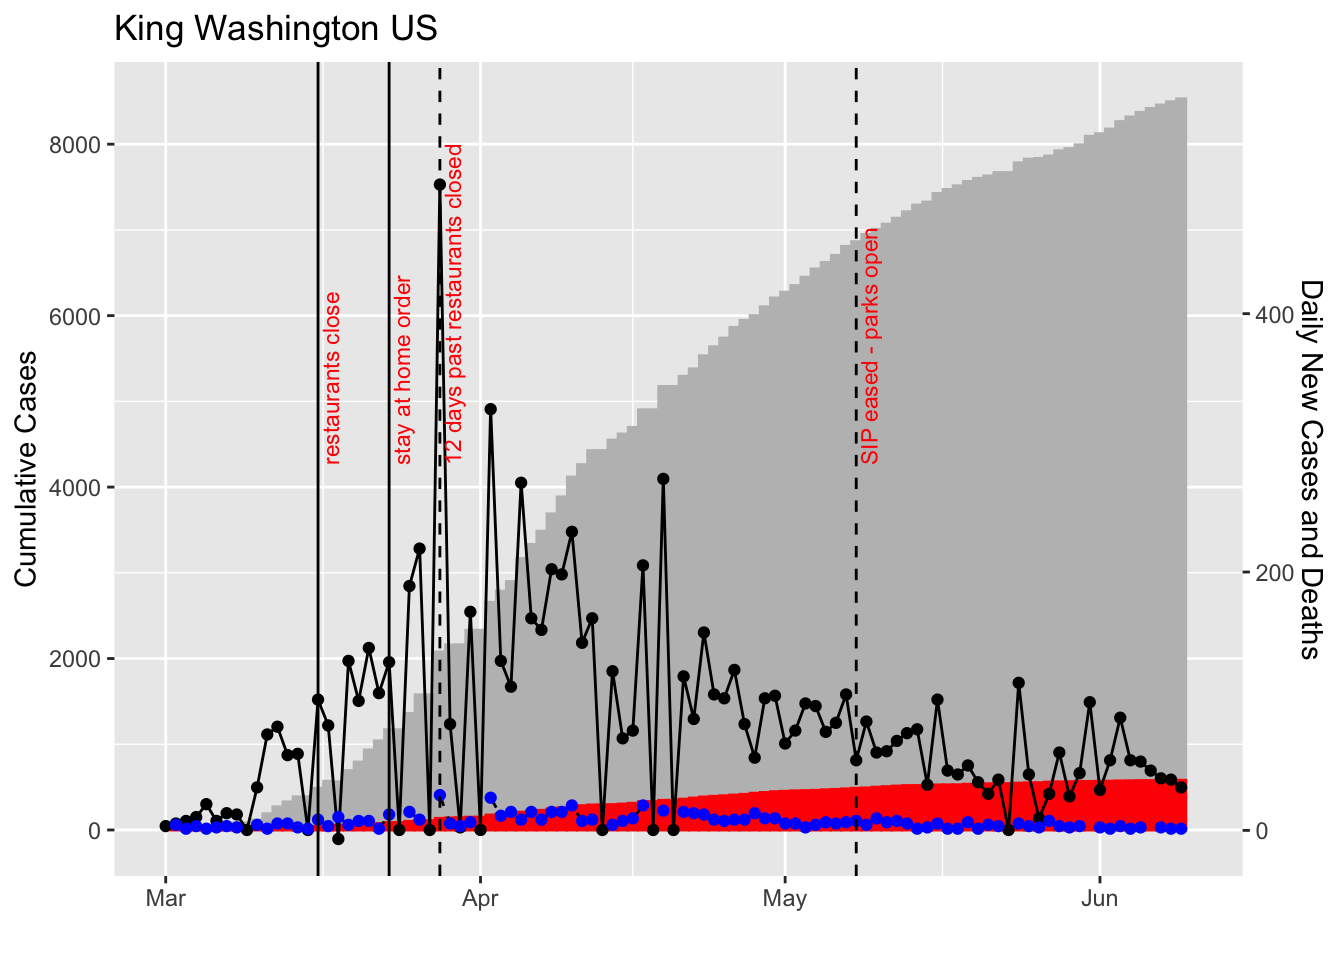 King Washington US
Cumulative Cases
8000
6000
4000
2000
0
restaurants close
stay at home order
12 days past restaurants closed
SIP eased - parks open
400
200
0
Daily New Cases and Deaths
Mar
Apr
May
Jun